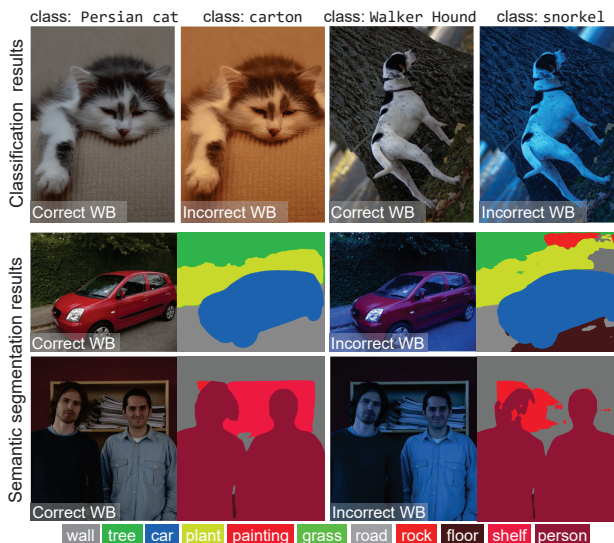 class: Persian cat
class: carton
class: Walker Hound
class: snorkel
Classification results
Correct WB
Incorrect WB
Correct WB
Incorrect WB
Semantic segmentation results
Correct WB
Incorrect WB
Correct WB
Incorrect WB
wall tree car plant painting grass road rock floor shelf person